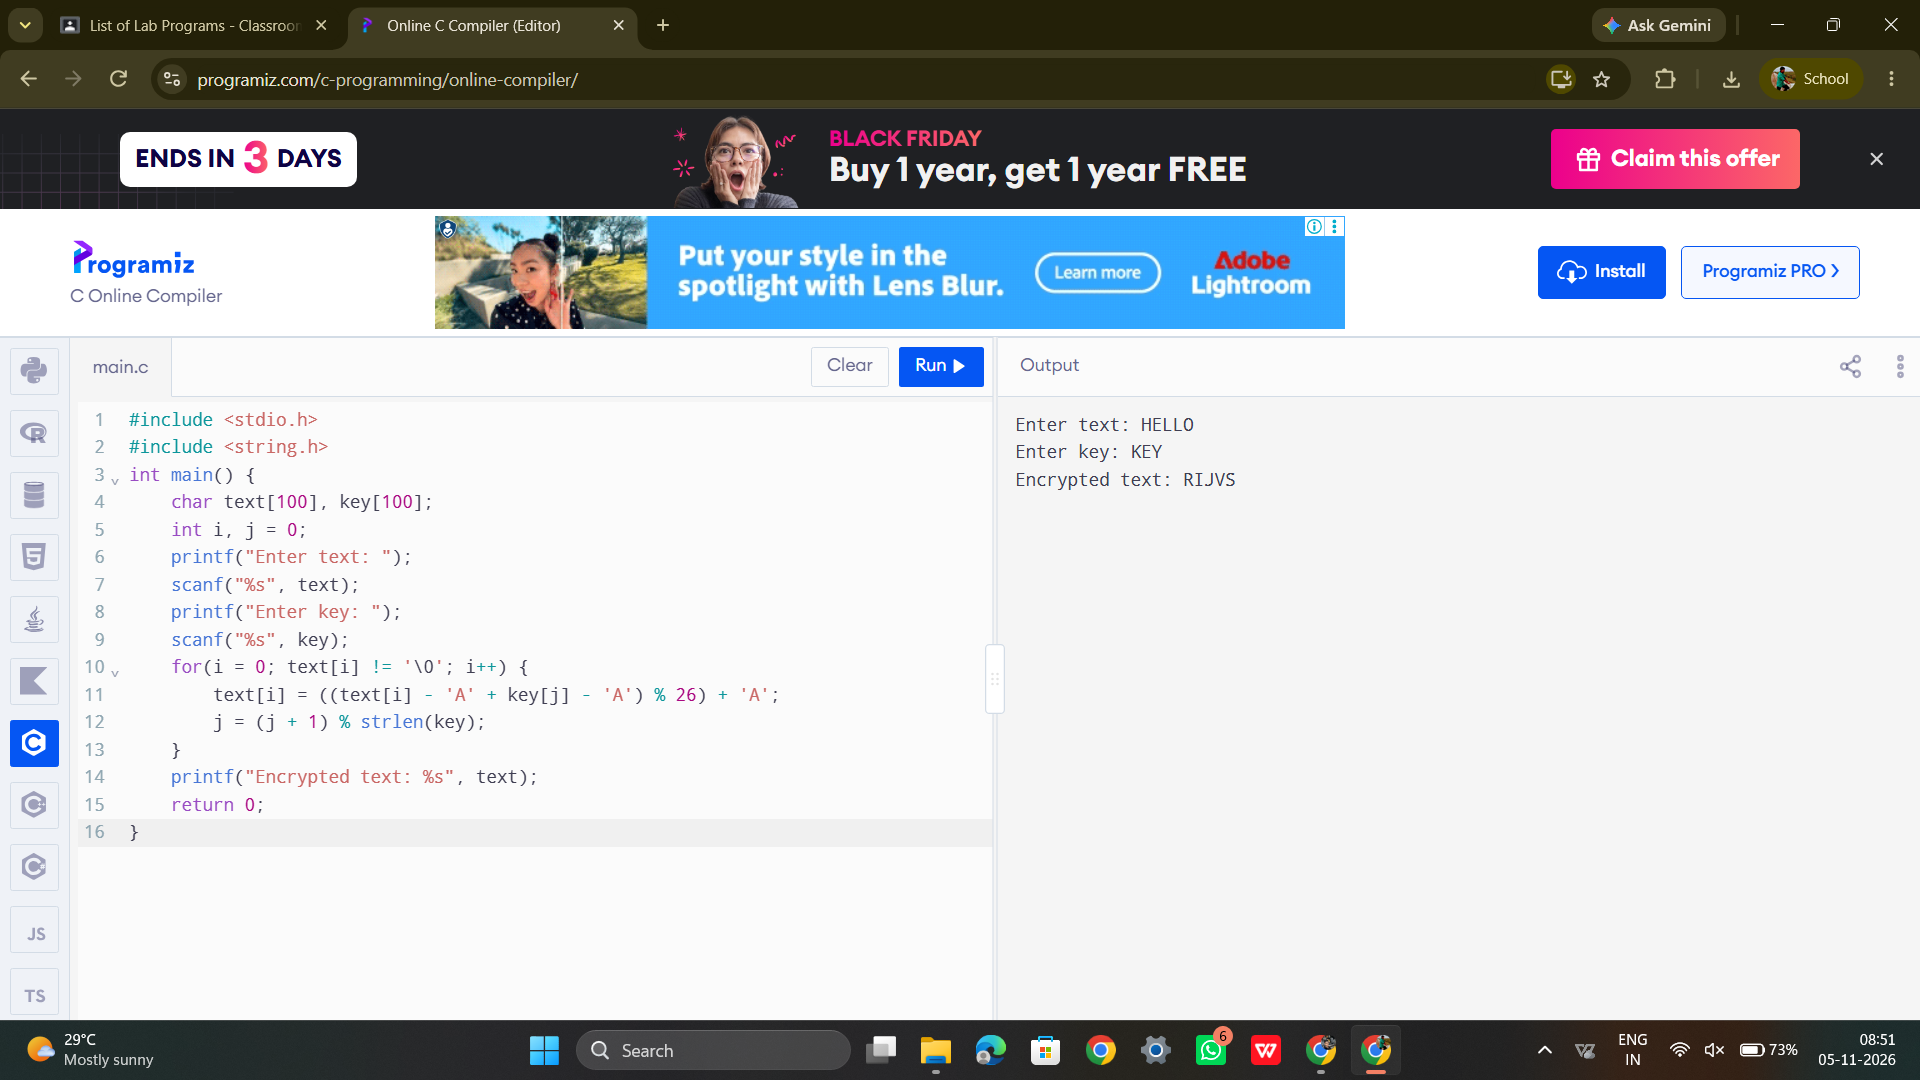 List of Lab Programs - Classroom
Online C Compiler (Editor)
Ask Gemini
programiz.com/c-programming/online-compiler/
School
ENDS IN 3 DAYS
BLACK FRIDAY
Buy 1 year, get 1 year FREE
Claim this offer
Programiz
C Online Compiler
Put your style in the
spotlight with Lens Blur.
Learn more
Adobe
Lightroom
Install
Programiz PRO
main.c
Clear
Run
Output
1 #include <stdio.h>
2 #include <string.h>
3 int main() {
4     char text[100], key[100];
5     int i, j = 0;
6     printf("Enter text: ");
7     scanf("%s", text);
8     printf("Enter key: ");
9     scanf("%s", key);
10     for(i = 0; text[i] != '\0'; i++) {
11         text[i] = ((text[i] - 'A' + key[j] - 'A') % 26) + 'A';
12         j = (j + 1) % strlen(key);
13     }
14     printf("Encrypted text: %s", text);
15     return 0;
16 }
Enter text: HELLO
Enter key: KEY
Encrypted text: RIJVS
JS
TS
29°C
Mostly sunny
Search
6
ENG
IN
73%
08:51
05-11-2026